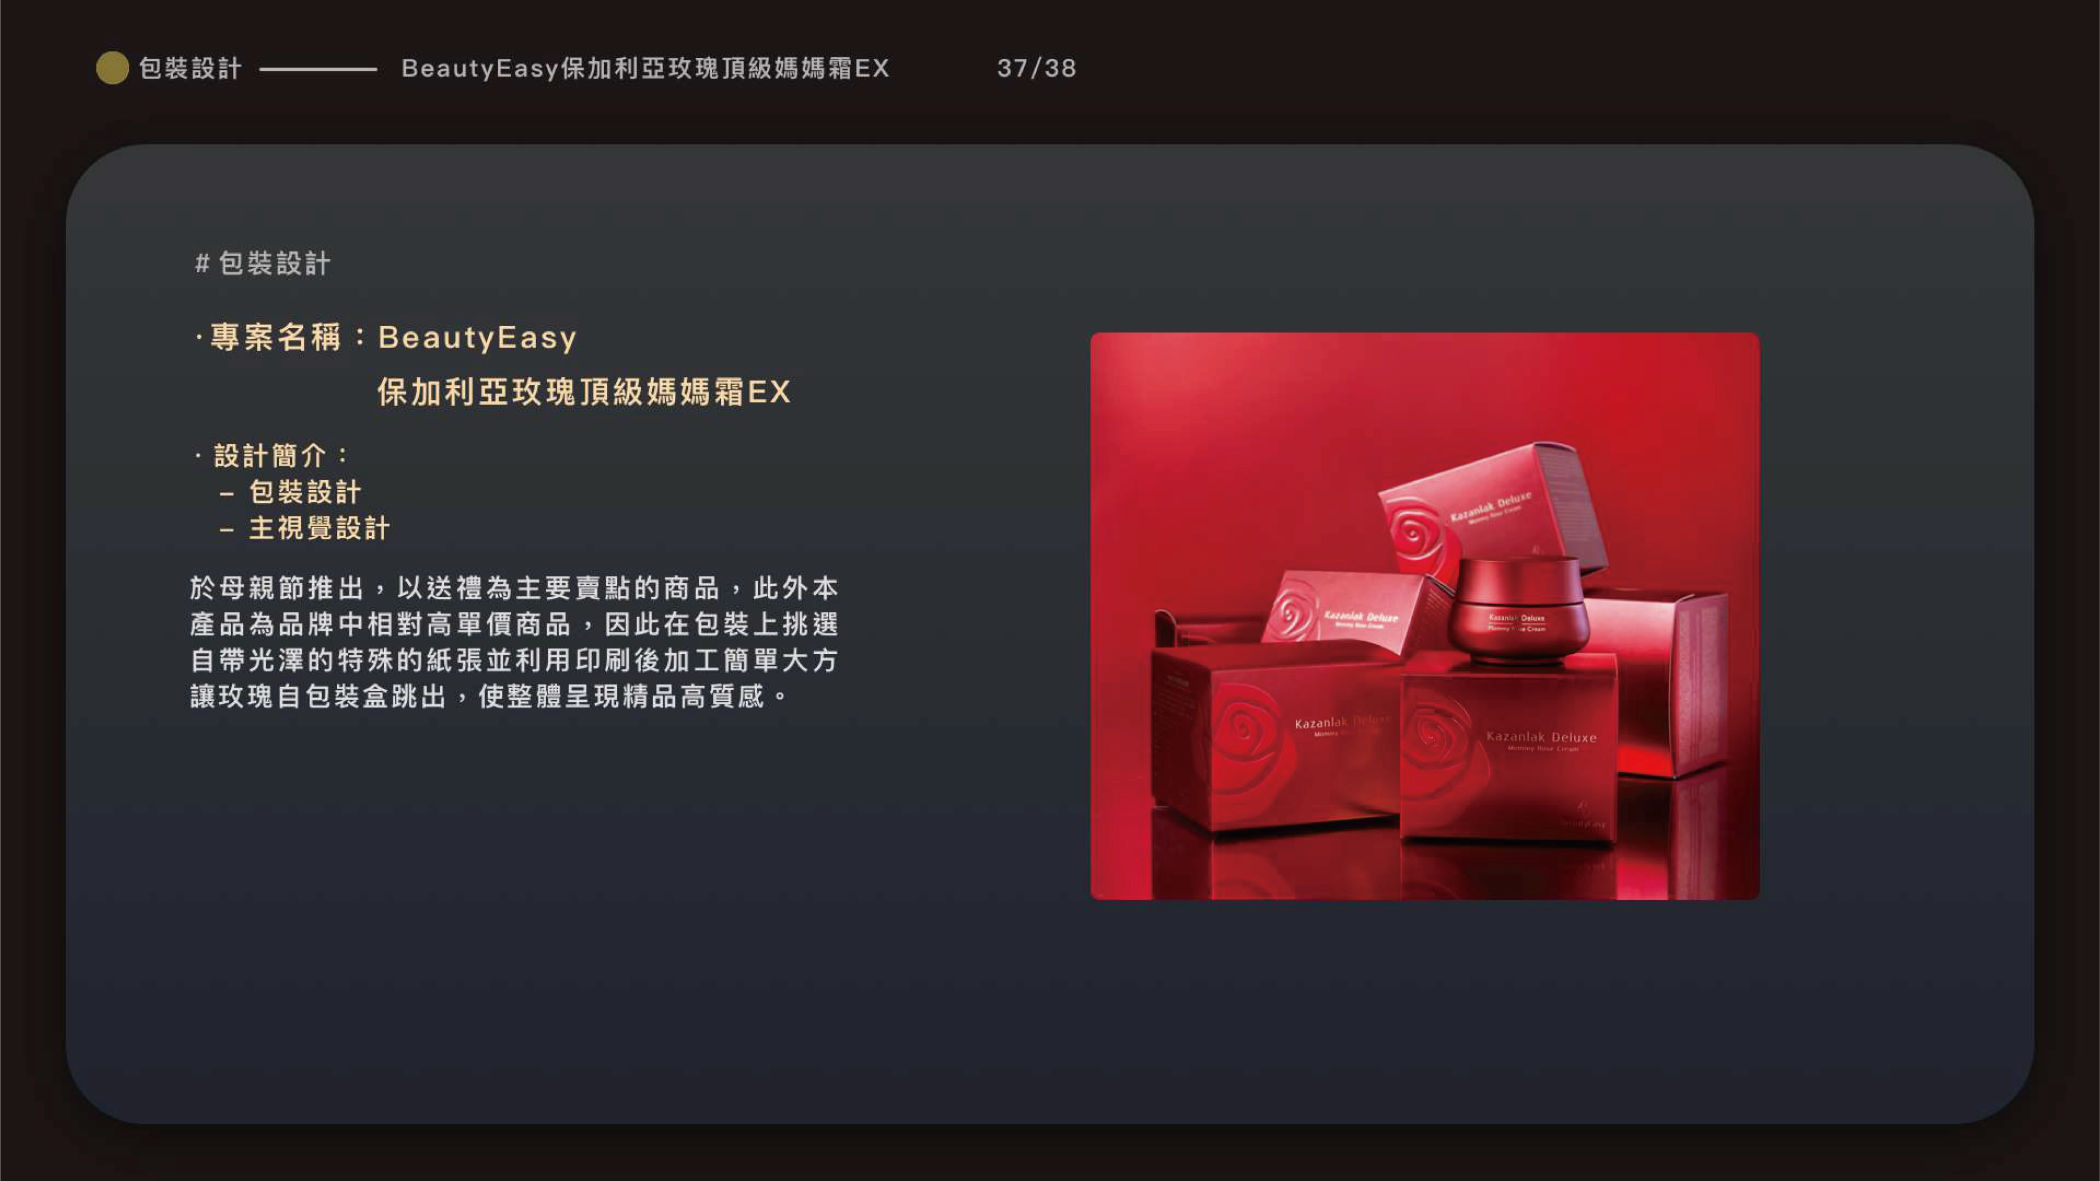 包裝設計
BeautyEasy保加利亞玫瑰頂級媽媽霜EX
37/38
# 包裝設計
·專案名稱：BeautyEasy
保加利亞玫瑰頂級媽媽霜EX
· 設計簡介：
– 包裝設計
– 主視覺設計
於母親節推出，以送禮為主要賣點的商品，此外本
產品為品牌中相對高單價商品，因此在包裝上挑選
自帶光澤的特殊的紙張並利用印刷後加工簡單大方
讓玫瑰自包裝盒跳出，使整體呈現精品高質感。
Kazanlak Deluxe
Mommy Rose Cream
Kazanlak Deluxe
Mommy Rose Cream
Kazanlak Deluxe
Mommy Rose Cream
Kazanlak Deluxe
Kazanlak Deluxe
Mommy Rose Cream